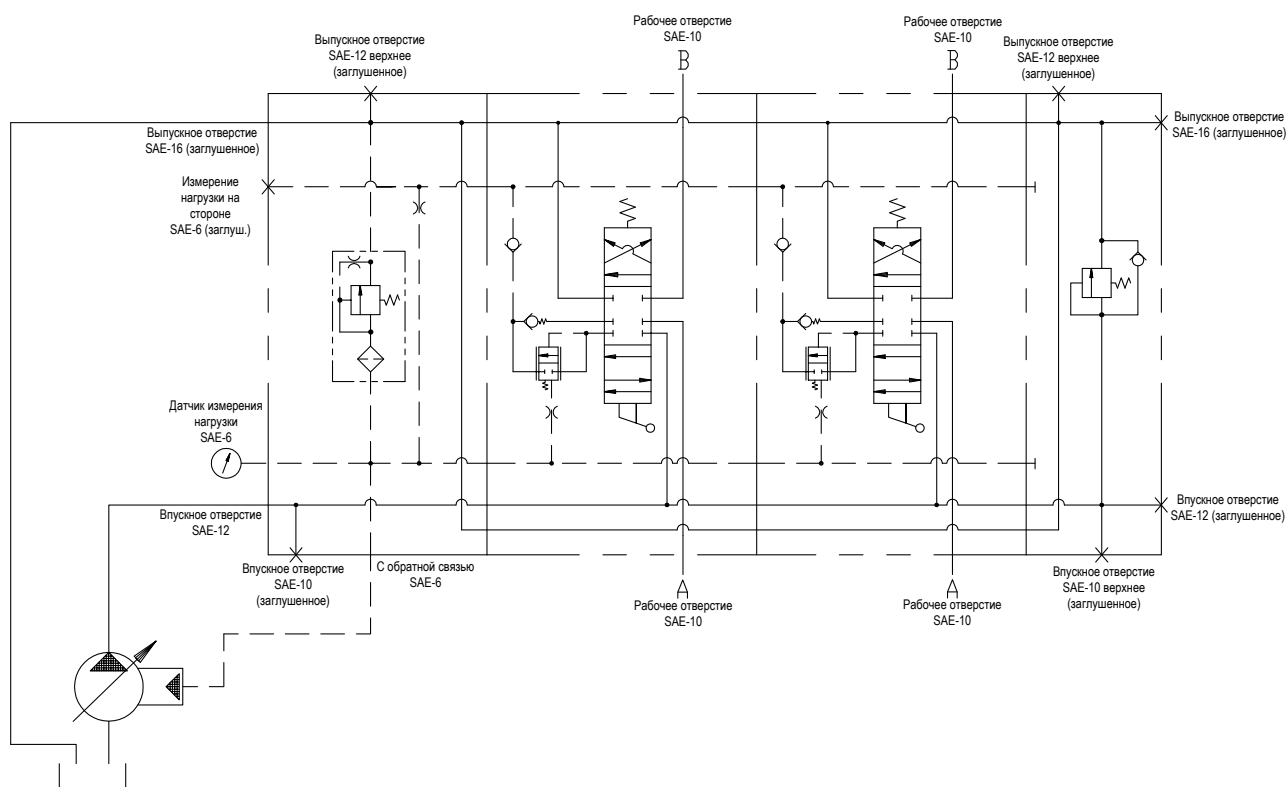 Рабочее отверстие
SAE-10
B
Рабочее отверстие
SAE-10
B
Выпускное отверстие
SAE-12 верхнее
(заглушенное)
Выпускное отверстие
SAE-12 верхнее
(заглушенное)
Выпускное отверстие
SAE-16 (заглушенное)
Выпускное отверстие
SAE-16 (заглушенное)
Измерение
нагрузки на
стороне
SAE-6 (заглуш.)
Датчик измерения
нагрузки
SAE-6
Впускное отверстие
SAE-12
Впускное отверстие
SAE-12 (заглушенное)
Впускное отверстие
SAE-10
(заглушенное)
С обратной связью
SAE-6
A
Рабочее отверстие
SAE-10
A
Рабочее отверстие
SAE-10
Впускное отверстие
SAE-10 верхнее
(заглушенное)